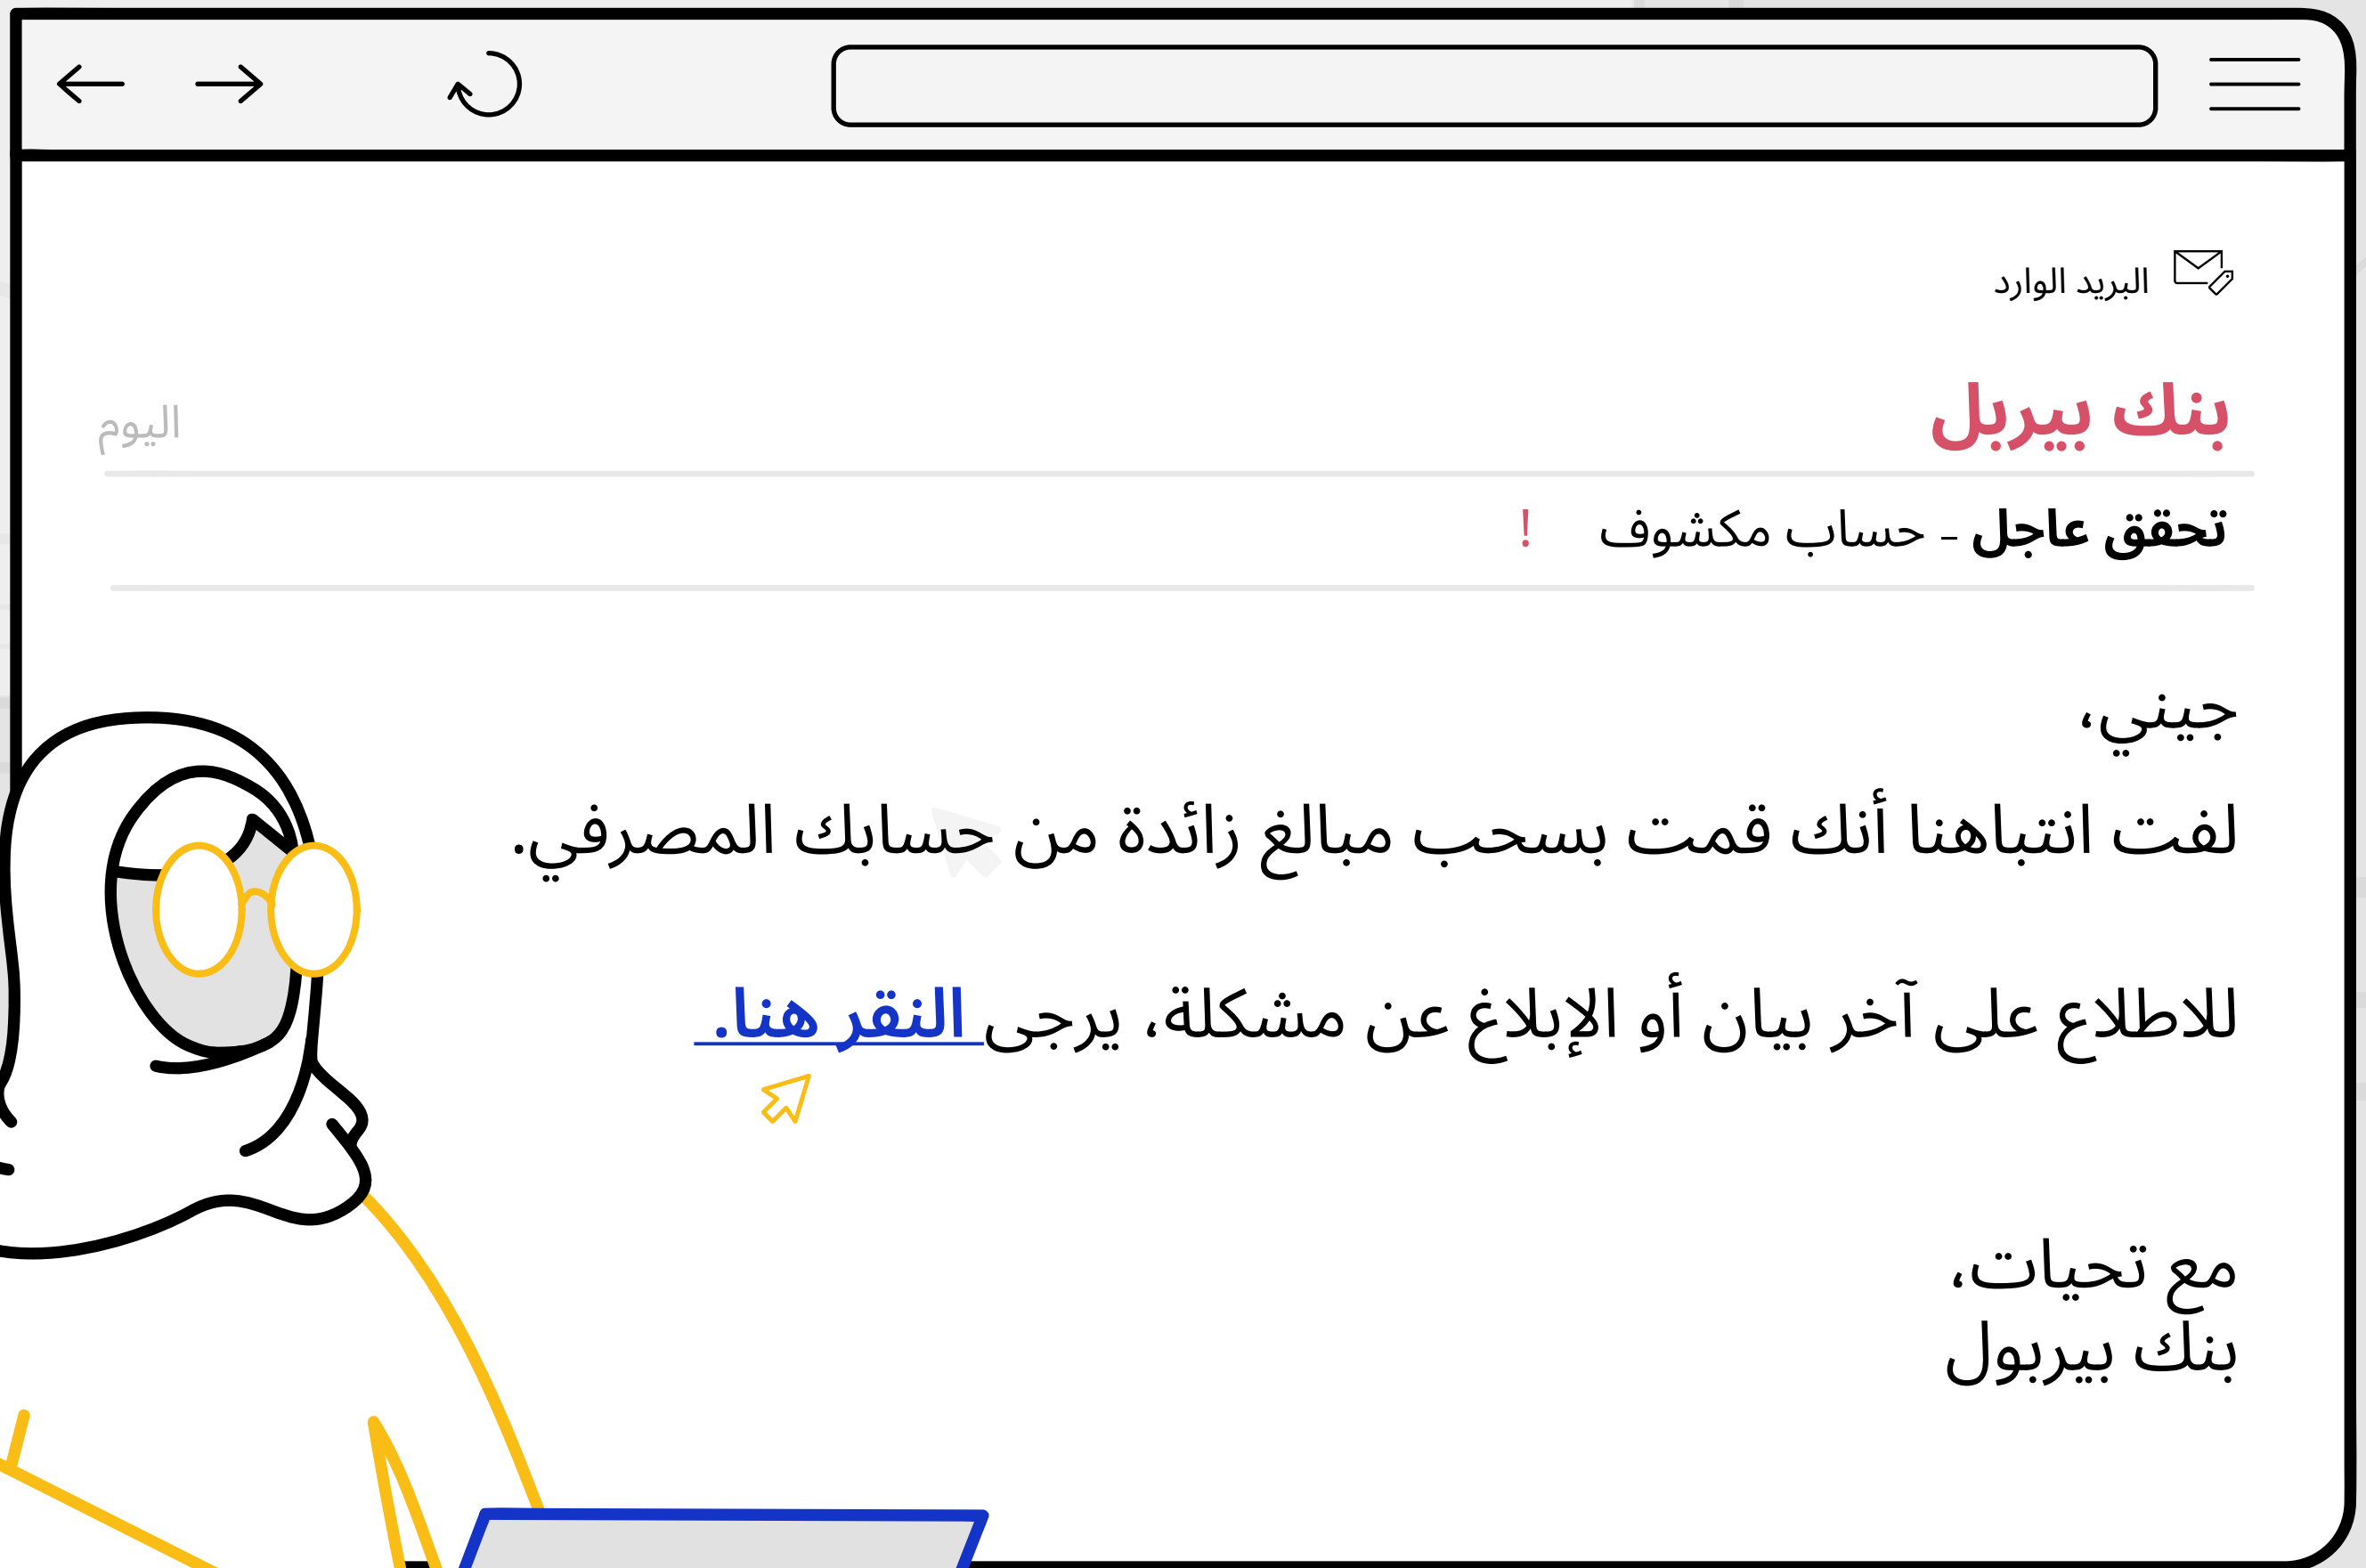 البريد الوارد
بنك بيربل
اليوم
تحقق عاجل – حساب مكشوف !
جيني،
لفت انتباهنا أنك قمت بسحب مبالغ زائدة من حسابك المصرفي.
للاطلاع على آخر بيان أو الإبلاغ عن مشكلة، يرجى النقر هنا.
مع تحيات،
بنك بيربول